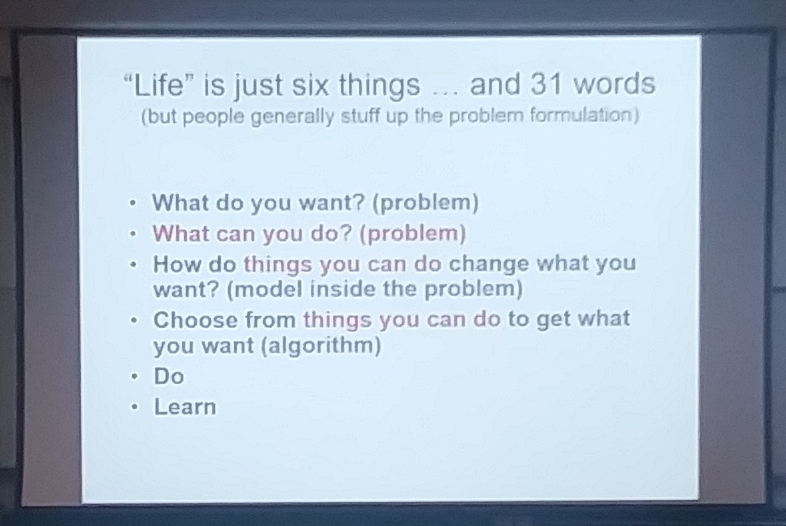 “Life” is just six things ... and 31 words
(but people generally stuff up the problem formulation)
• What do you want? (problem)
• What can you do? (problem)
• How do things you can do change what you
want? (model inside the problem)
• Choose from things you can do to get what
you want (algorithm)
• Do
• Learn